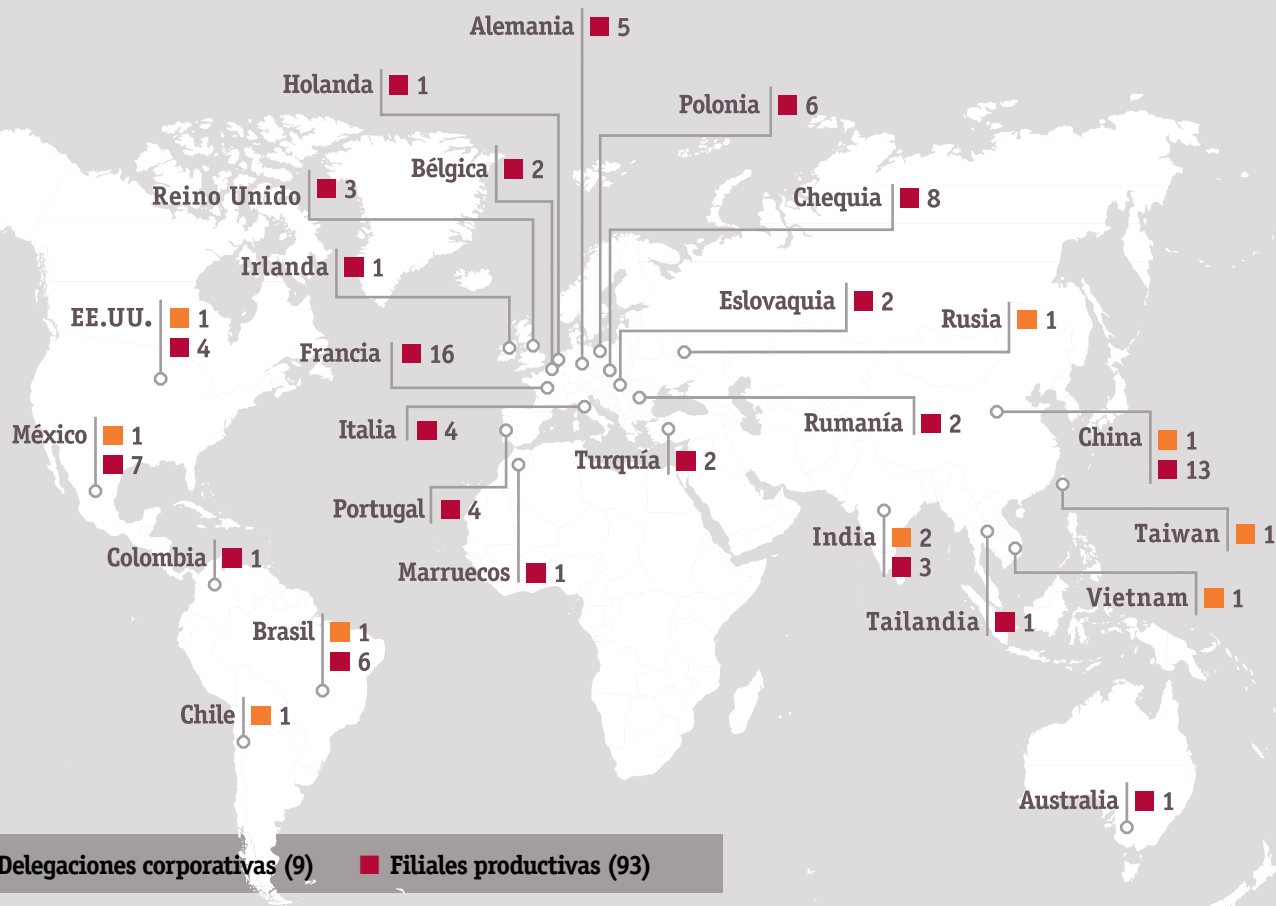 Alemania 5
Holanda 1
Polonia 6
Bélgica 2
Reino Unido 3
Chequia 8
Irlanda 1
Eslovaquia 2
EE.UU. 1
4
Rusia 1
Francia 16
Italia 4
Rumanía 2
México 1
7
China 1
13
Turquía 2
Portugal 4
Taiwan 1
India 2
3
Colombia 1
Marruecos 1
Vietnam 1
Tailandia 1
Brasil 1
6
Chile 1
Australia 1
Delegaciones corporativas (9) Filiales productivas (93)